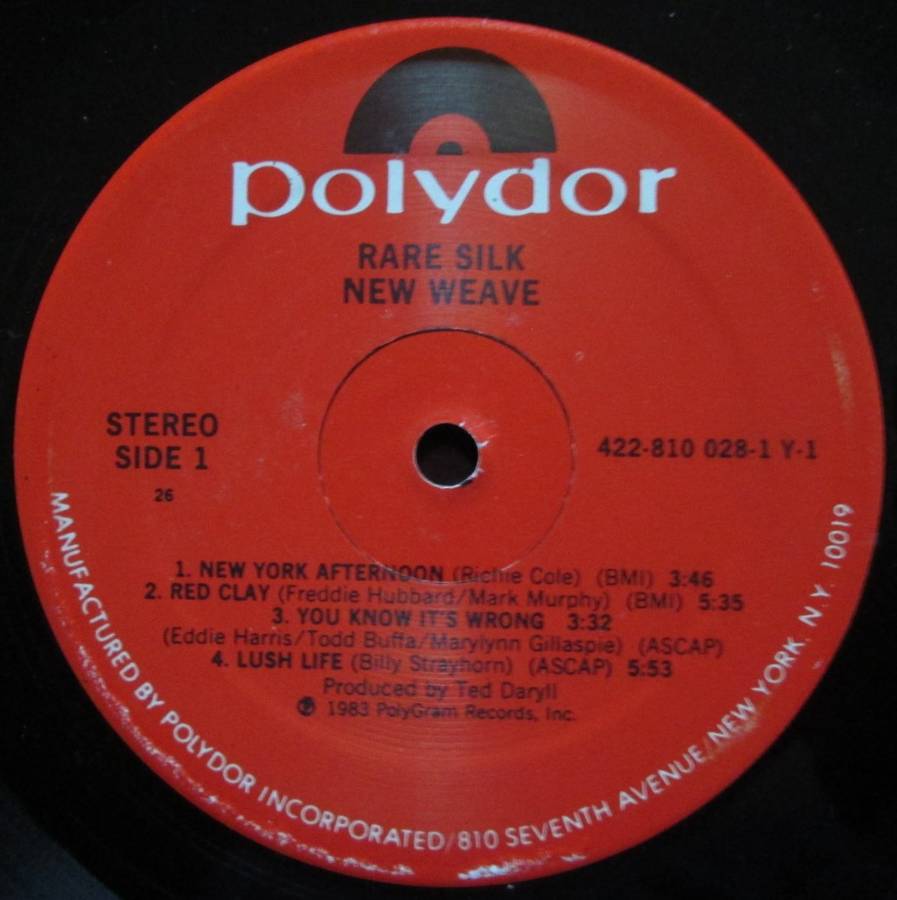 polydor
RARE SILK
NEW WEAVE
STEREO
SIDE 1
26
422-810 028-1 Y-1
1. NEW YORK AFTERNOON (Richie Cole) (BMI) 3:46
2. RED CLAY (Freddie Hubbard/Mark Murphy) (BMI) 5:35
3. YOU KNOW IT'S WRONG 3:32
(Eddie Harris/Todd Buffa/Marylynn Gillaspie) (ASCAP)
4. LUSH LIFE (Billy Strayhorn) (ASCAP) 5:53
Produced by Ted Daryll
℗ 1983 PolyGram Records, Inc.
MANUFACTURED BY POLYDOR INCORPORATED/810 SEVENTH AVENUE/NEW YORK, N.Y. 10019